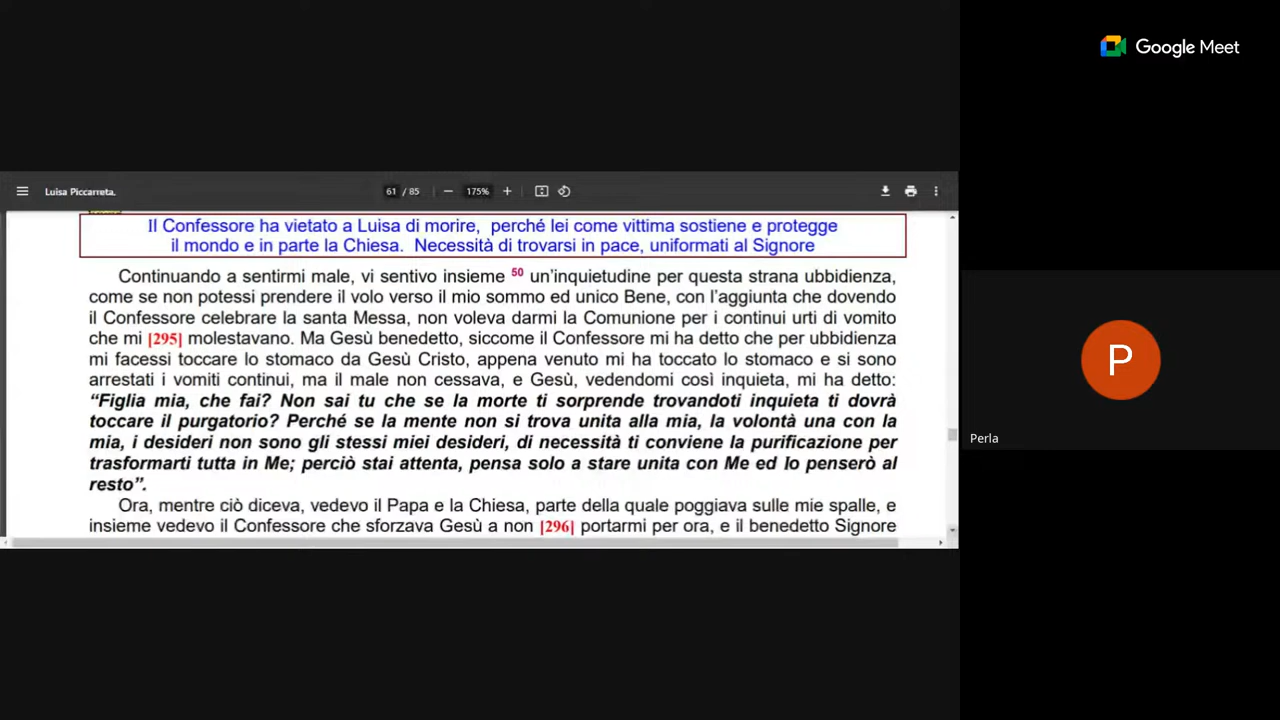 Google Meet
Luisa Piccarreta.
61 / 85
175%
Il Confessore ha vietato a Luisa di morire, perché lei come vittima sostiene e protegge
il mondo e in parte la Chiesa. Necessità di trovarsi in pace, uniformati al Signore
Continuando a sentirmi male, vi sentivo insieme 50 un’inquietudine per questa strana ubbidienza,
come se non potessi prendere il volo verso il mio sommo ed unico Bene, con l’aggiunta che dovendo
il Confessore celebrare la santa Messa, non voleva darmi la Comunione per i continui urti di vomito
che mi [295] molestavano. Ma Gesù benedetto, siccome il Confessore mi ha detto che per ubbidienza
mi facessi toccare lo stomaco da Gesù Cristo, appena venuto mi ha toccato lo stomaco e si sono
arrestati i vomiti continui, ma il male non cessava, e Gesù, vedendomi così inquieta, mi ha detto:
“Figlia mia, che fai? Non sai tu che se la morte ti sorprende trovandoti inquieta ti dovrà
toccare il purgatorio? Perché se la mente non si trova unita alla mia, la volontà una con la
mia, i desideri non sono gli stessi miei desideri, di necessità ti conviene la purificazione per
trasformarti tutta in Me; perciò stai attenta, pensa solo a stare unita con Me ed Io penserò al
resto”.
Ora, mentre ciò diceva, vedevo il Papa e la Chiesa, parte della quale poggiava sulle mie spalle, e
insieme vedevo il Confessore che sforzava Gesù a non [296] portarmi per ora, e il benedetto Signore
P
Perla